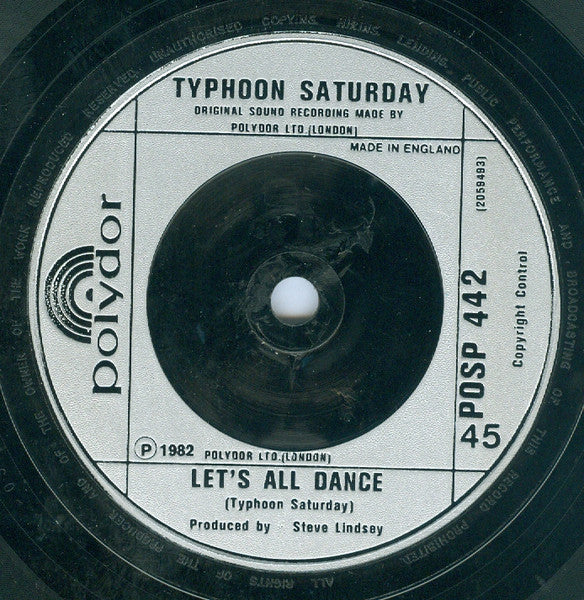 TYPHOON SATURDAY
ORIGINAL SOUND RECORDING MADE BY
POLYDOR LTD.(LONDON)
MADE IN ENGLAND
(2059493)
polydor
Copyright Control
POSP 442
45
Ⓟ 1982 POLYDOR LTD.(LONDON)
LET'S ALL DANCE
(Typhoon Saturday)
Produced by Steve Lindsey
ALL RIGHTS OF THE PRODUCER AND OF THE OWNER OF THE WORK REPRODUCED RESERVED UNAUTHORISED COPYING HIRING LENDING PUBLIC PERFORMANCE AND BROADCASTING OF THIS RECORD PROHIBITED